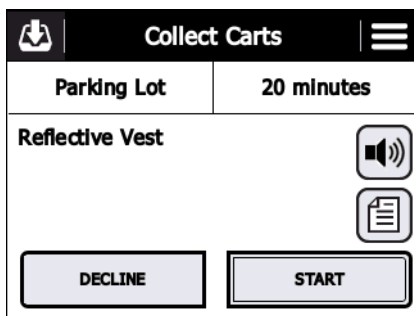 Collect Carts
Parking Lot
20 minutes
Reflective Vest
DECLINE
START